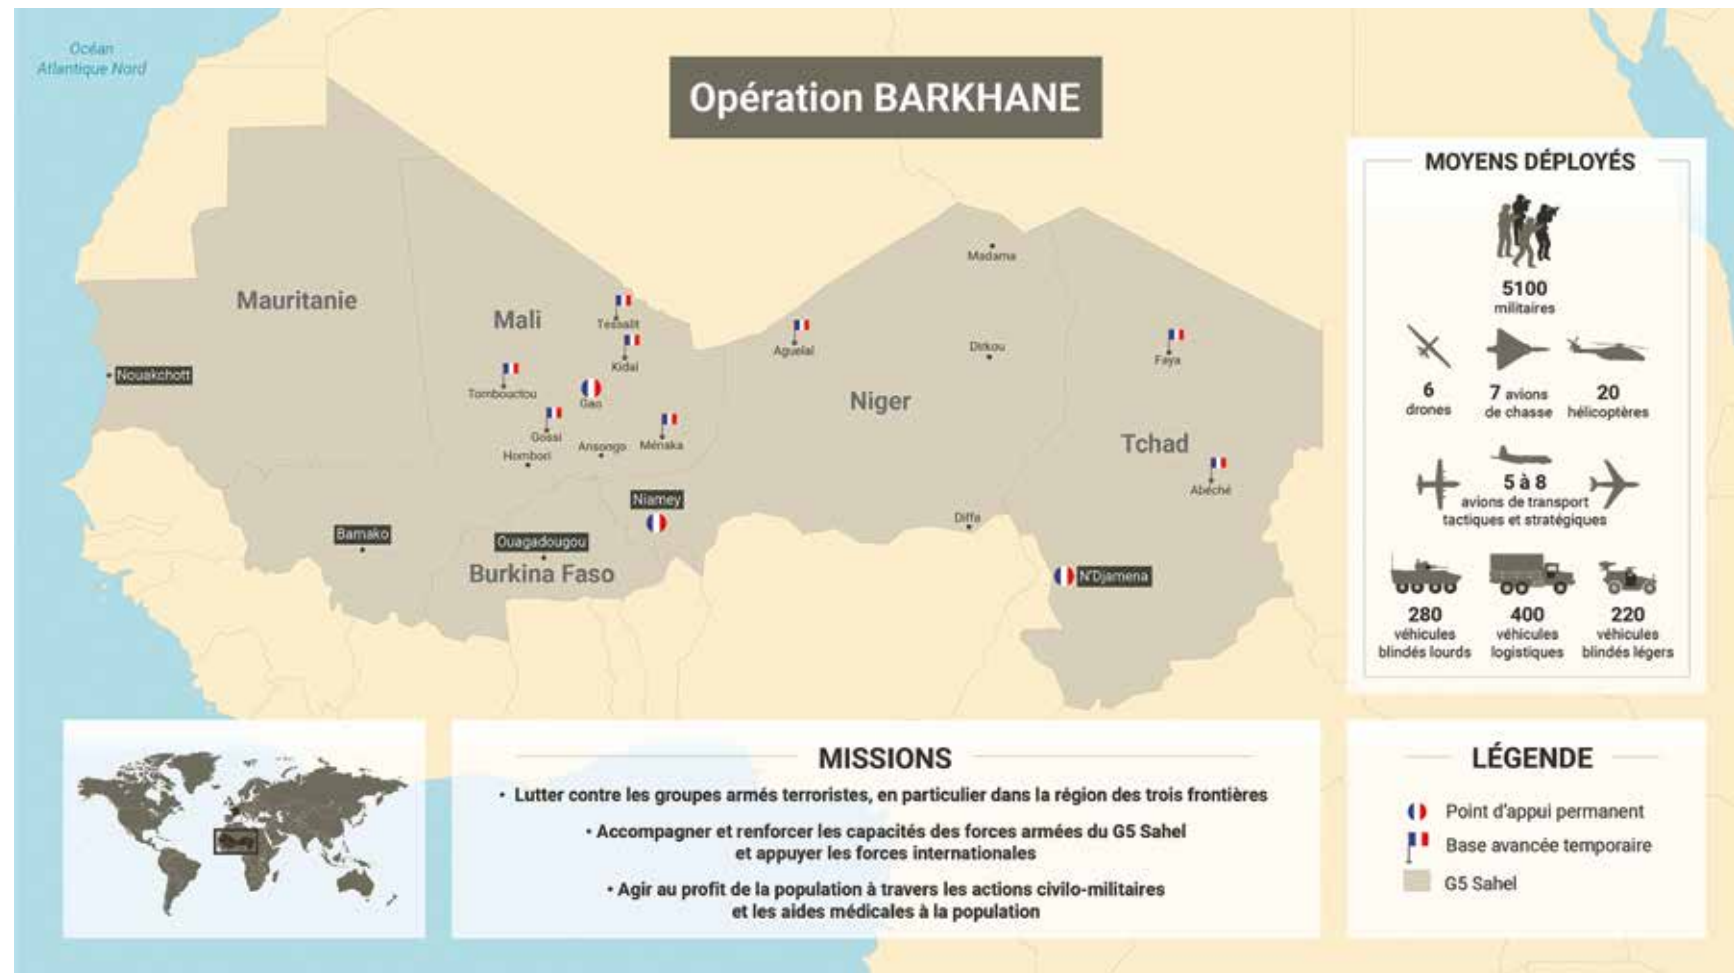 Océan
Atlantique Nord
Opération BARKHANE
Mauritanie
Mali
Niger
Tchad
Burkina Faso
Nouakchott
Bamako
Ouagadougou
Niamey
N'Djamena
Tessalit
Kidal
Tombouctou
Gao
Gossi
Hombori
Ansongo
Ménaka
Aguelal
Madama
Dirkou
Diffa
Faya
Abéché
MOYENS DÉPLOYÉS
5100
militaires
6
drones
7 avions
de chasse
20
hélicoptères
5 à 8
avions de transport
tactiques et stratégiques
280
véhicules
blindés lourds
400
véhicules
logistiques
220
véhicules
blindés légers
MISSIONS
• Lutter contre les groupes armés terroristes, en particulier dans la région des trois frontières
• Accompagner et renforcer les capacités des forces armées du G5 Sahel
et appuyer les forces internationales
• Agir au profit de la population à travers les actions civilo-militaires
et les aides médicales à la population
LÉGENDE
Point d'appui permanent
Base avancée temporaire
G5 Sahel